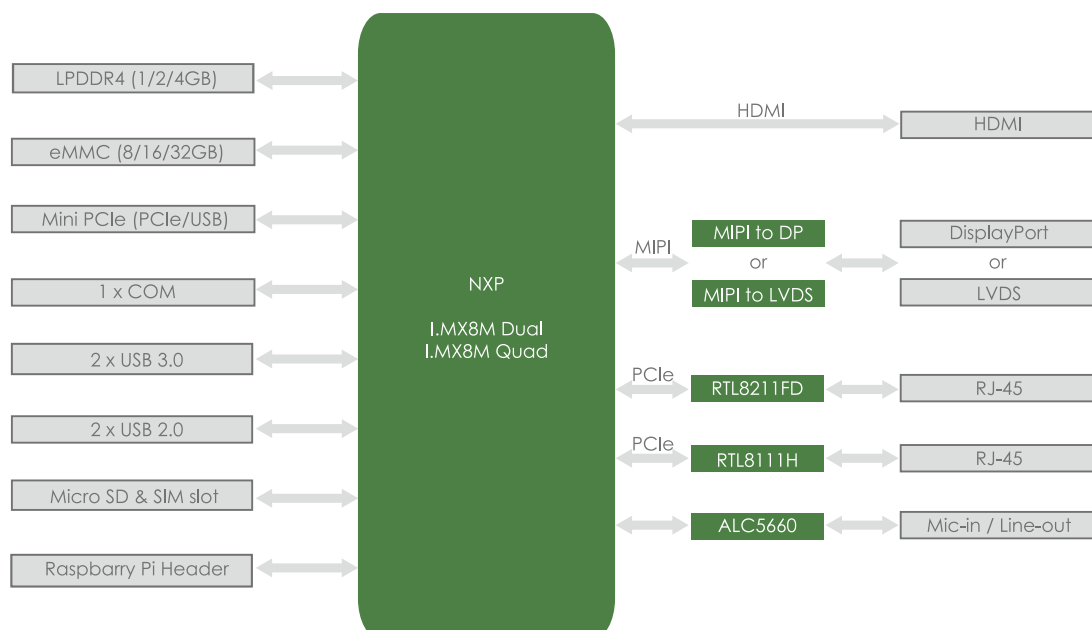 LPDDR4 (1/2/4GB)
eMMC (8/16/32GB)
Mini PCIe (PCIe/USB)
1 x COM
2 x USB 3.0
2 x USB 2.0
Micro SD & SIM slot
Raspbarry Pi Header
NXP
I.MX8M Dual
I.MX8M Quad
HDMI
HDMI
MIPI
MIPI to DP
or
MIPI to LVDS
DisplayPort
or
LVDS
PCIe
RTL8211FD
RJ-45
PCIe
RTL8111H
RJ-45
ALC5660
Mic-in / Line-out